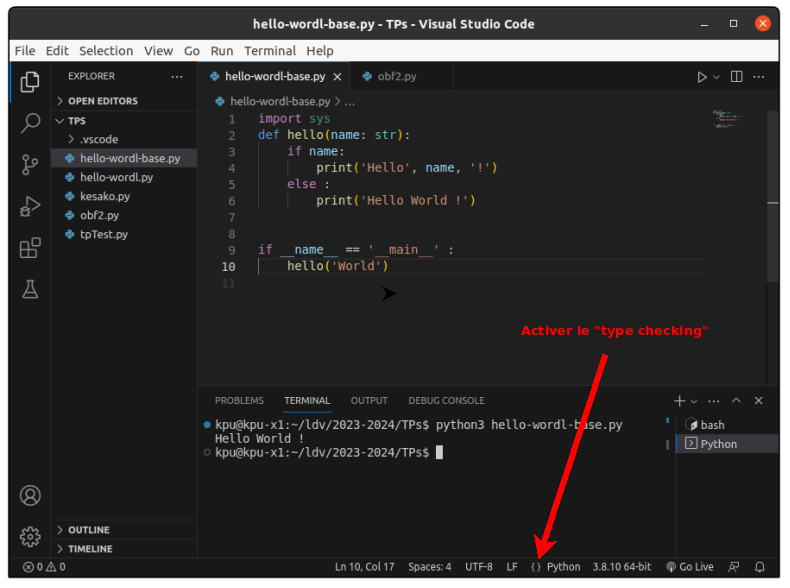 hello-wordl-base.py - TPs - Visual Studio Code
File Edit Selection View Go Run Terminal Help
EXPLORER
OPEN EDITORS
TPS
.vscode
hello-wordl-base.py
hello-wordl.py
kesako.py
obf2.py
tpTest.py
OUTLINE
TIMELINE
hello-wordl-base.py obf2.py
hello-wordl-base.py > ...
1 import sys
2 def hello(name: str):
3 if name:
4 print('Hello', name, '!')
5 else :
6 print('Hello World !')
7
8
9 if __name__ == '__main__' :
10 hello('World')
11
Activer le "type checking"
PROBLEMS TERMINAL OUTPUT DEBUG CONSOLE
kpu@kpu-x1:~/ldv/2023-2024/TPs$ python3 hello-wordl-base.py
Hello World !
kpu@kpu-x1:~/ldv/2023-2024/TPs$
bash
Python
0 0 Ln 10, Col 17 Spaces: 4 UTF-8 LF {} Python 3.8.10 64-bit Go Live